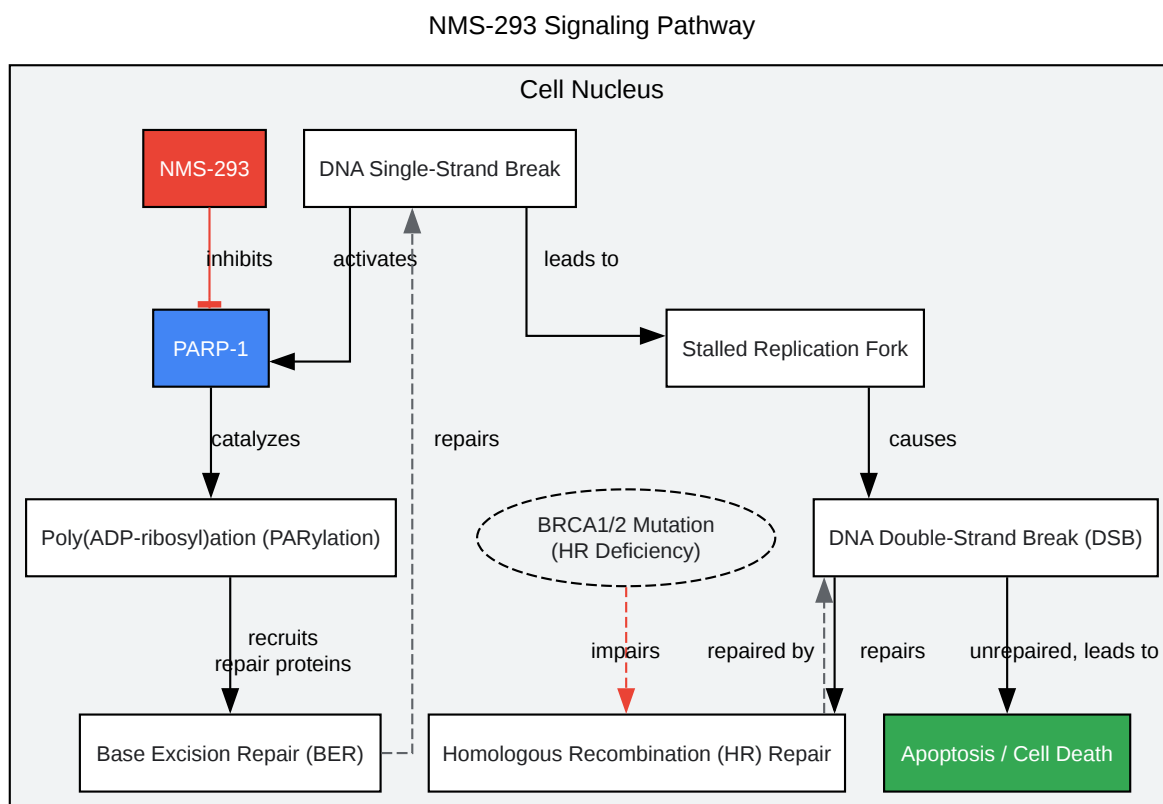 NMS-293 Signaling Pathway
Cell Nucleus
NMS-293
DNA Single-Strand Break
inhibits
activates
leads to
PARP-1
Stalled Replication Fork
catalyzes
repairs
causes
Poly(ADP-ribosyl)ation (PARylation)
BRCA1/2 Mutation
(HR Deficiency)
DNA Double-Strand Break (DSB)
recruits
repair proteins
impairs
repaired by
repairs
unrepaired, leads to
Base Excision Repair (BER)
Homologous Recombination (HR) Repair
Apoptosis / Cell Death